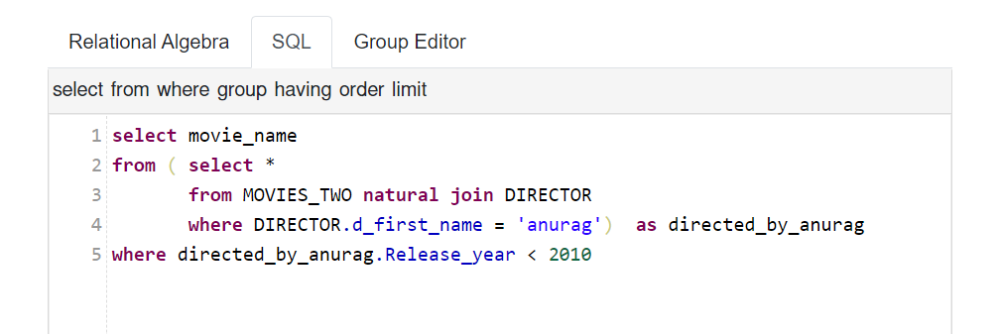 Relational Algebra SQL Group Editor
select from where group having order limit
1 select movie_name
2 from ( select *
3 from MOVIES_TWO natural join DIRECTOR
4 where DIRECTOR.d_first_name = 'anurag') as directed_by_anurag
5 where directed_by_anurag.Release_year < 2010